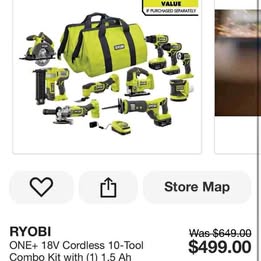 VALUE
IF PURCHASED SEPARATELY
RYOBI
Store Map
RYOBI
Was $649.00
ONE+ 18V Cordless 10-Tool
$499.00
Combo Kit with (1) 1.5 Ah